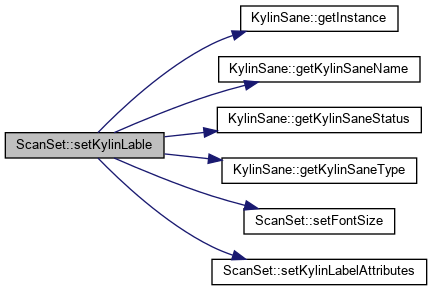 KylinSane::getInstance
KylinSane::getKylinSaneName
KylinSane::getKylinSaneStatus
ScanSet::setKylinLable
KylinSane::getKylinSaneType
ScanSet::setFontSize
ScanSet::setKylinLabelAttributes